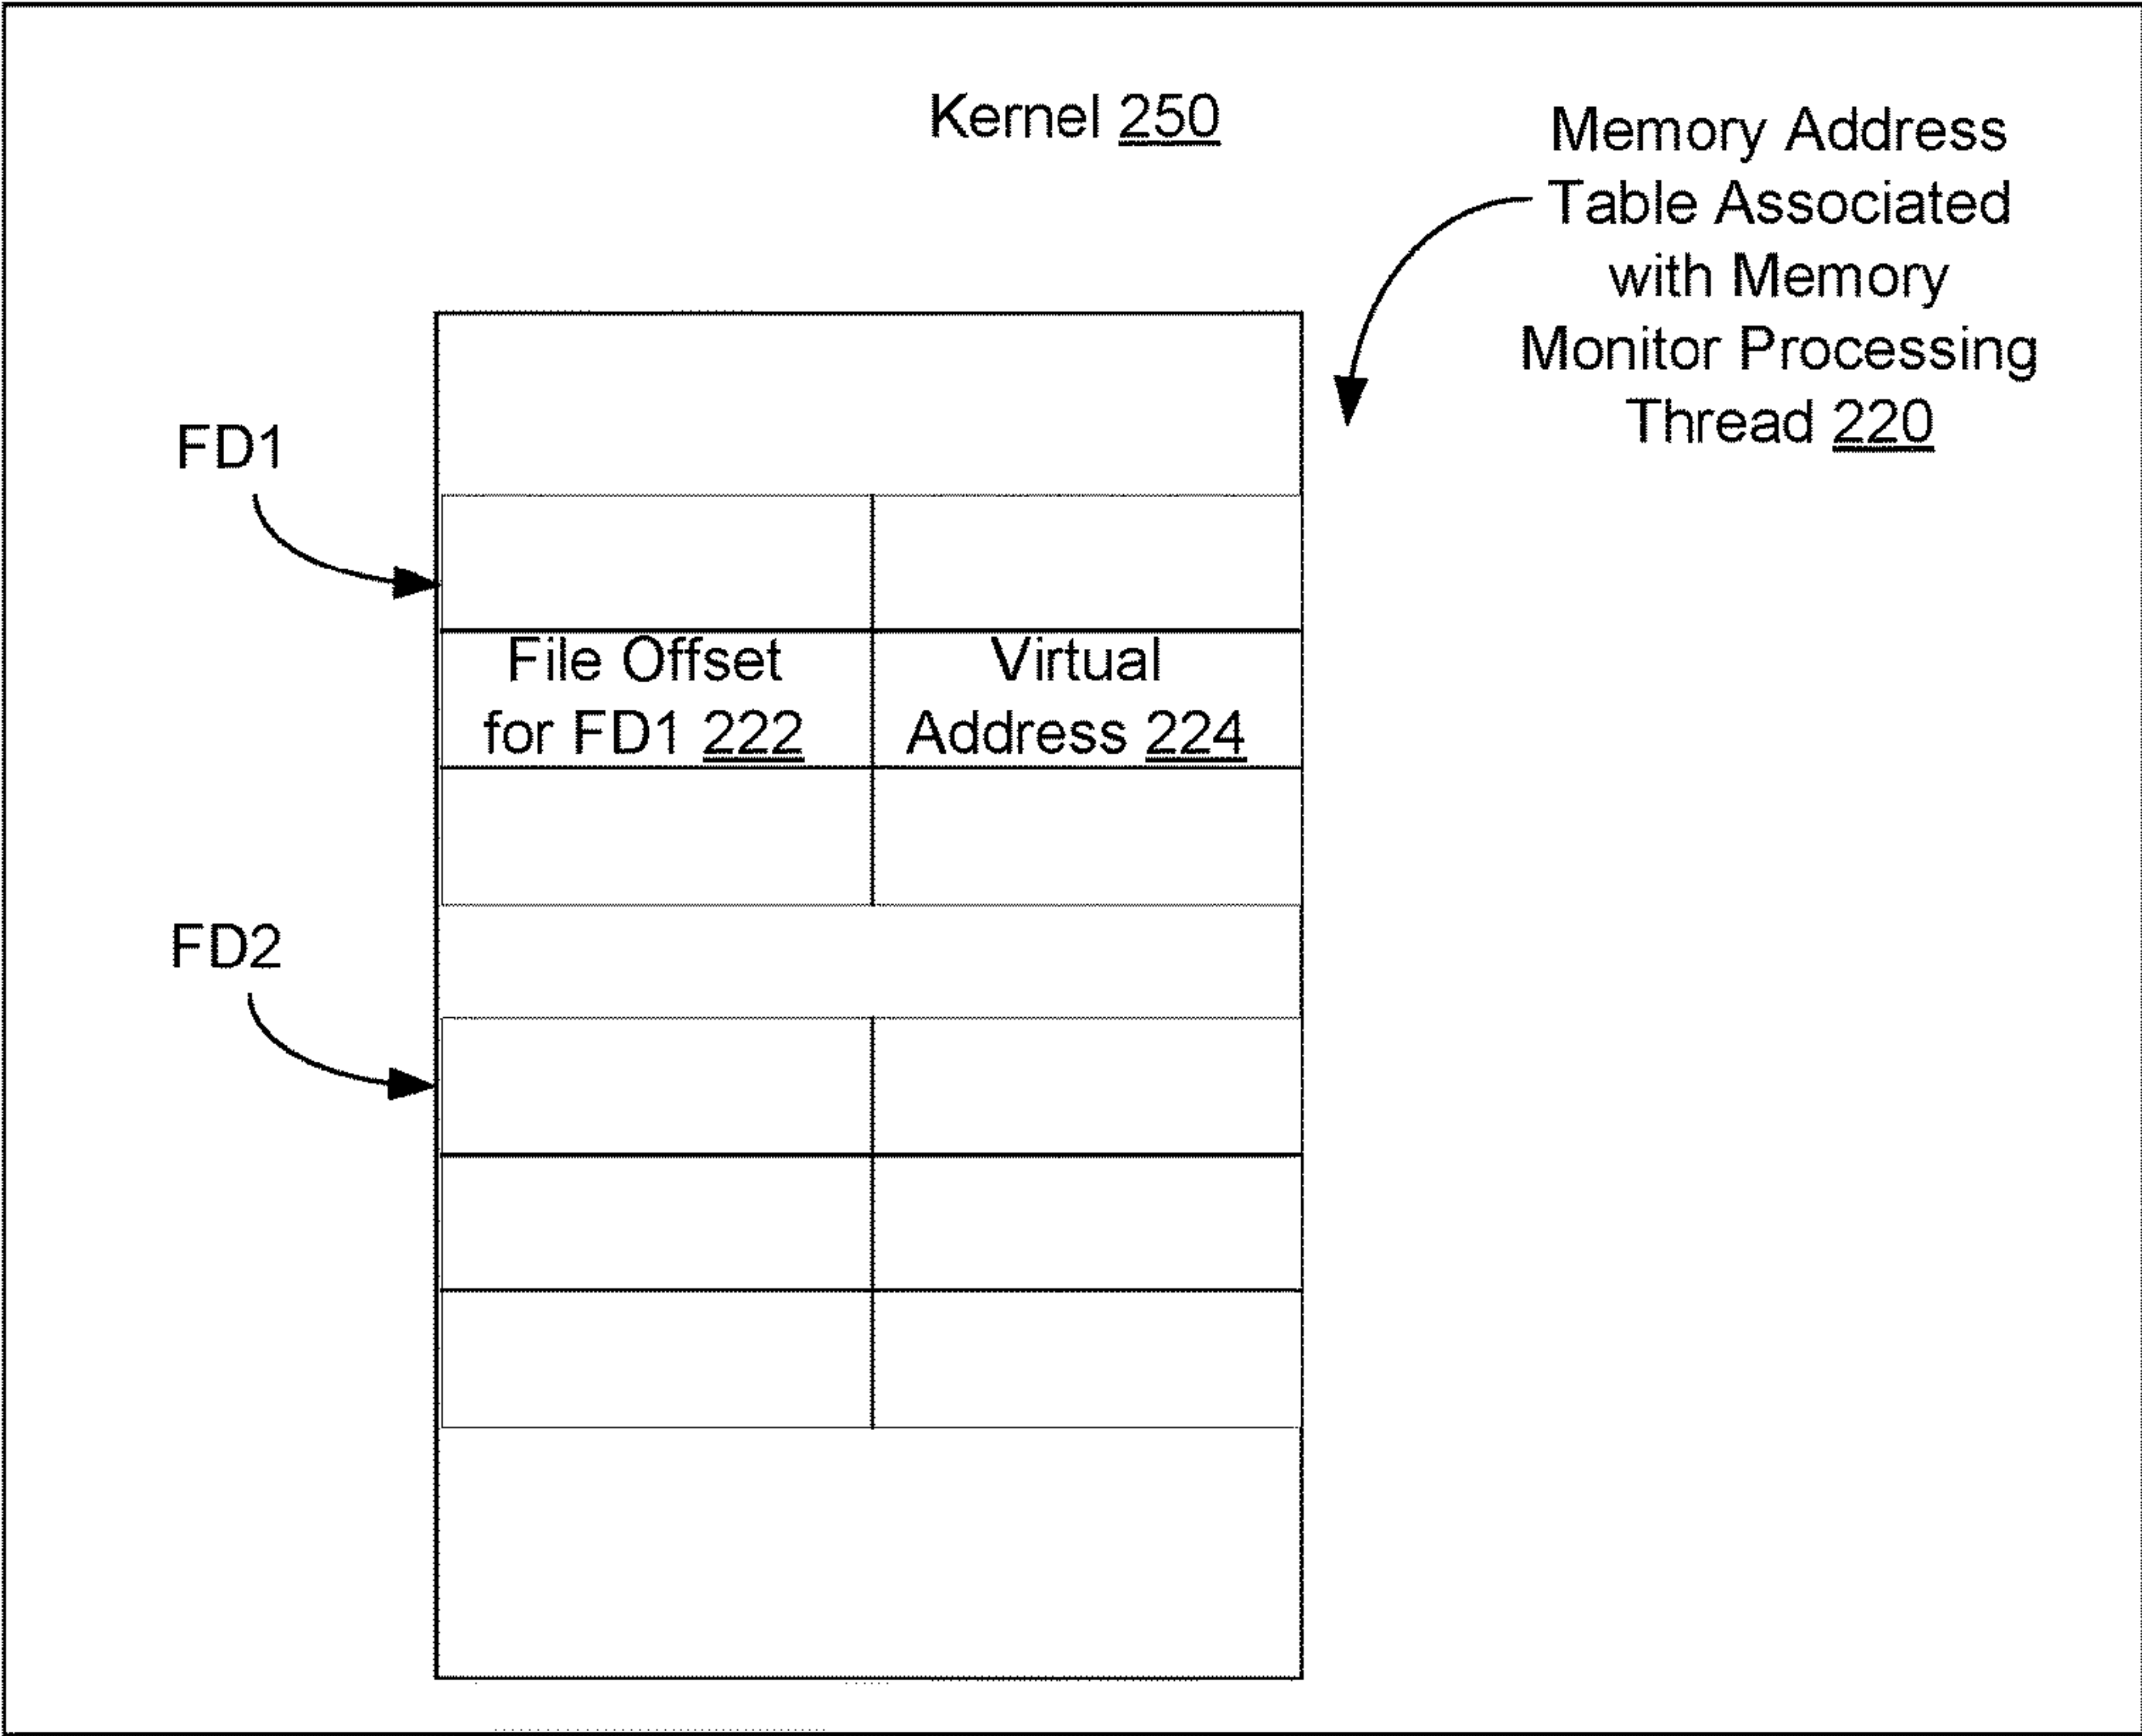 Kernel 250
Memory Address
Table Associated
with Memory
Monitor Processing
Thread 220
FD1
File Offset
for FD1 222
Virtual
Address 224
FD2